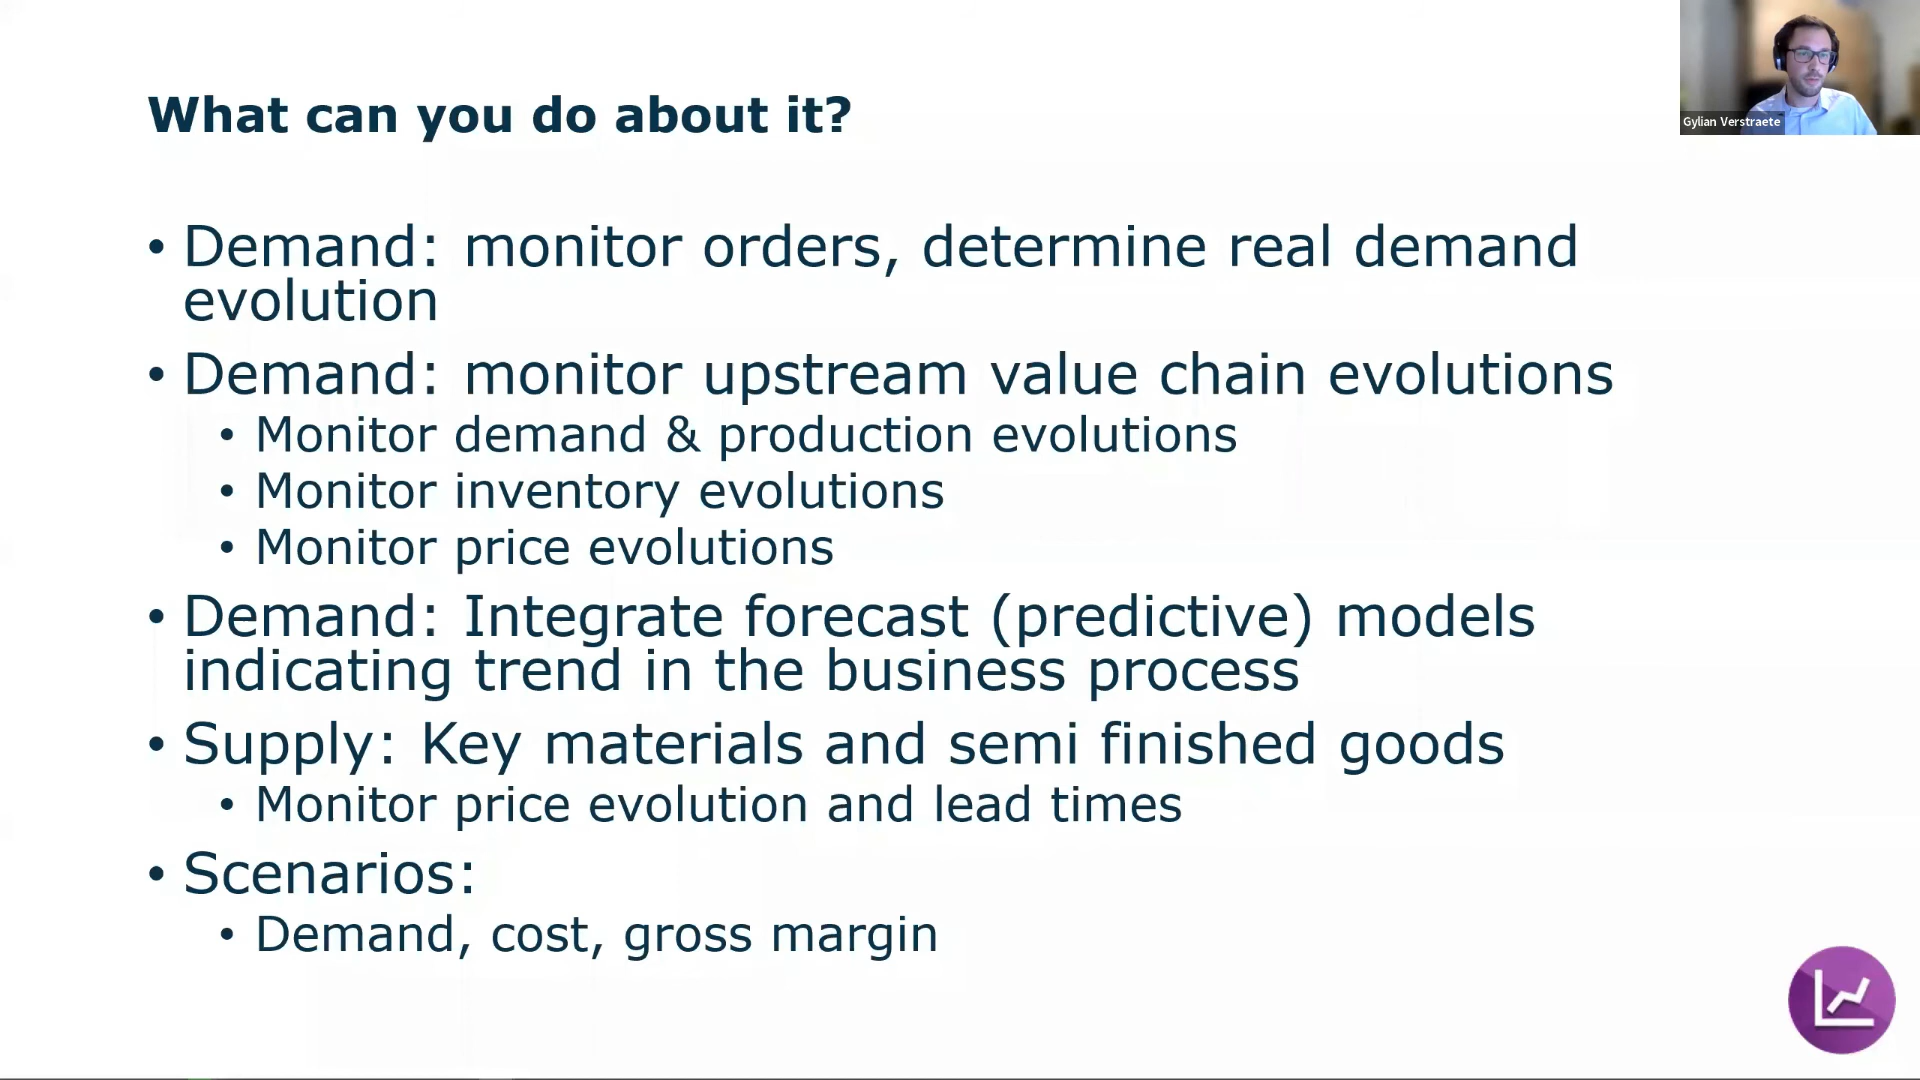 What can you do about it?
Gylian Verstraete
• Demand: monitor orders, determine real demand
evolution
• Demand: monitor upstream value chain evolutions
• Monitor demand & production evolutions
• Monitor inventory evolutions
• Monitor price evolutions
• Demand: Integrate forecast (predictive) models
indicating trend in the business process
• Supply: Key materials and semi finished goods
• Monitor price evolution and lead times
• Scenarios:
• Demand, cost, gross margin